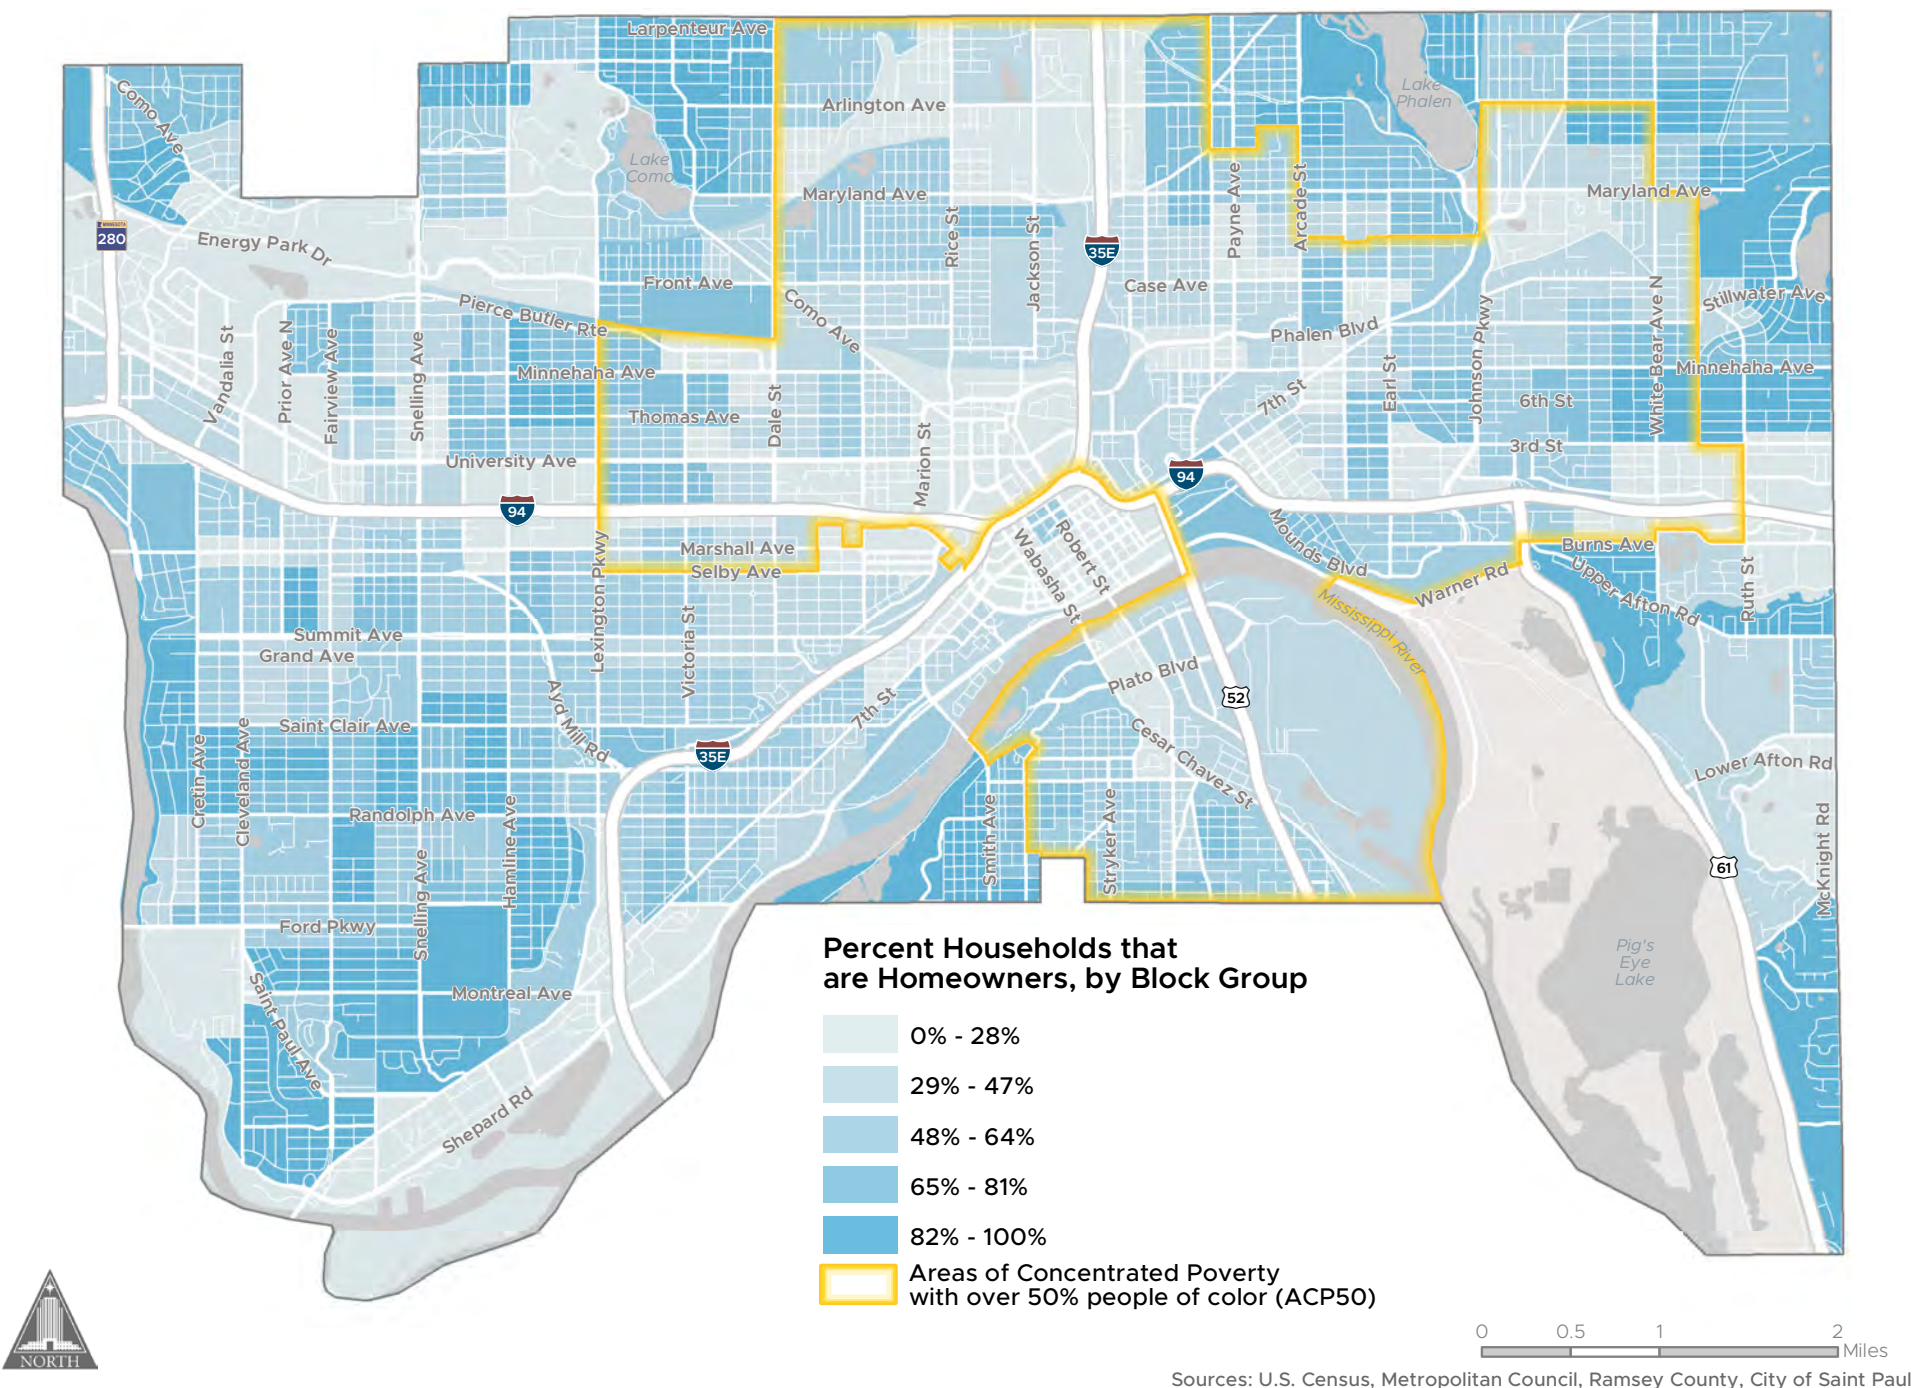 Larpenteur Ave
Como Ave
Arlington Ave
Lake
Phalen
Lake
Como
Maryland Ave
Maryland Ave
MINNESOTA
280
Energy Park Dr
Rice St
Jackson St
35E
Payne Ave
Arcade St
Front Ave
Case Ave
Pierce Butler Rte
Como Ave
Phalen Blvd
Stillwater Ave
Vandalia St
Prior Ave N
Fairview Ave
Snelling Ave
Minnehaha Ave
Minnehaha Ave
Thomas Ave
Dale St
7th St
Earl St
Johnson Pkwy
6th St
White Bear Ave N
3rd St
University Ave
Marion St
94
94
Marshall Ave
Selby Ave
Lexington Pkwy
Victoria St
Wabasha St
Robert St
Mounds Blvd
Warner Rd
Burns Ave
Upper Afton Rd
Ruth St
Mississippi River
Summit Ave
Grand Ave
Ayd Mill Rd
Plato Blvd
52
Saint Clair Ave
7th St
35E
Cesar Chavez St
Lower Afton Rd
Cretin Ave
Cleveland Ave
Randolph Ave
Hamline Ave
Snelling Ave
Smith Ave
Stryker Ave
McKnight Rd
61
Ford Pkwy
Pig's
Eye
Lake
Saint Paul Ave
Montreal Ave
Shepard Rd
Percent Households that
are Homeowners, by Block Group
0% - 28%
29% - 47%
48% - 64%
65% - 81%
82% - 100%
Areas of Concentrated Poverty
with over 50% people of color (ACP50)
NORTH
0 0.5 1 2
Miles
Sources: U.S. Census, Metropolitan Council, Ramsey County, City of Saint Paul